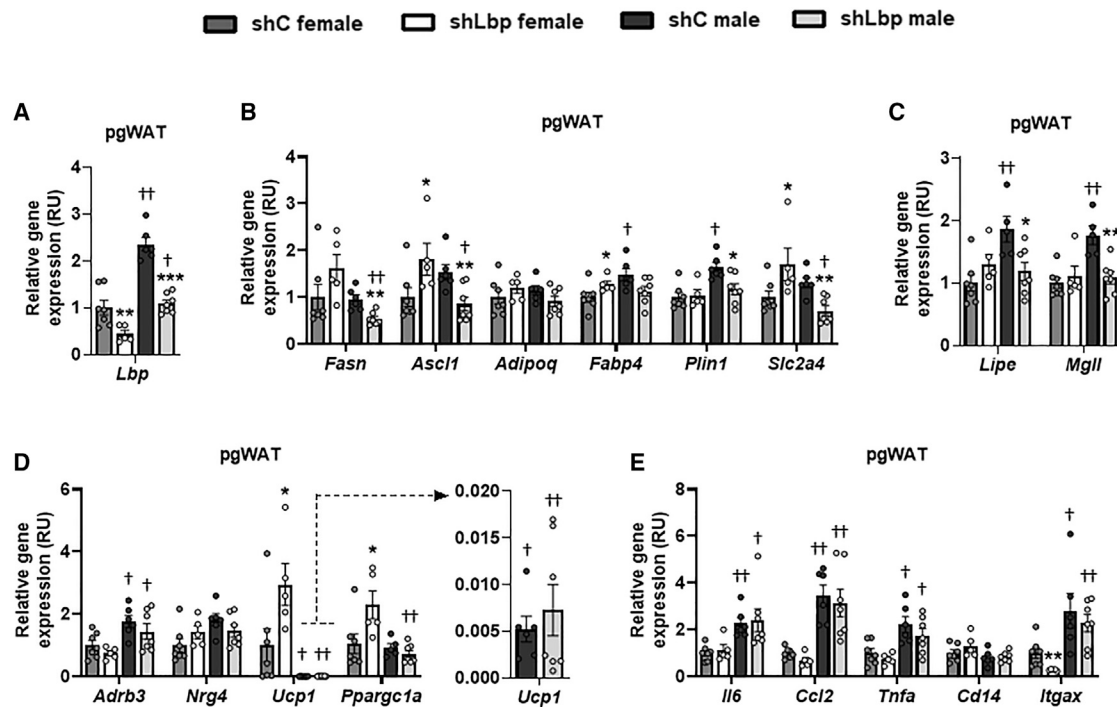 shC female shLbp female shC male shLbp male
A
pgWAT
Relative gene
expression (RU)
4
3
2
1
0
**
††
†
***
Lbp
B
pgWAT
Relative gene
expression (RU)
4
3
2
1
0
††
**
*
†
**
*
†
†
*
*
†
**
Fasn Ascl1 Adipoq Fabp4 Plin1 Slc2a4
C
pgWAT
Relative gene
expression (RU)
3
2
1
0
††
*
††
**
Lipe Mgll
D
pgWAT
Relative gene
expression (RU)
6
4
2
0
† † * † †† * ††
Adrb3 Nrg4 Ucp1 Ppargc1a
0.020
0.015
0.010
0.005
0.000
† ††
Ucp1
E
pgWAT
Relative gene
expression (RU)
8
6
4
2
0
†† † †† †† † † ** † ††
Il6 Ccl2 Tnfa Cd14 Itgax